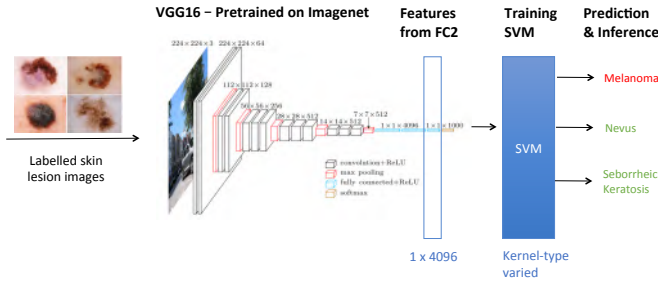 VGG16 – Pretrained on Imagenet
Features
from FC2
Training
SVM
Prediction
& Inference
224 × 224 × 3
224 × 224 × 64
112 × 112 × 128
56 × 56 × 256
28 × 28 × 512
14 × 14 × 512
7 × 7 × 512
1 × 1 × 4096
1 × 1 × 1000
convolution+ReLU
max pooling
fully connected+ReLU
softmax
Labelled skin
lesion images
SVM
Melanoma
Nevus
Seborrheic
Keratosis
1 x 4096
Kernel-type
varied